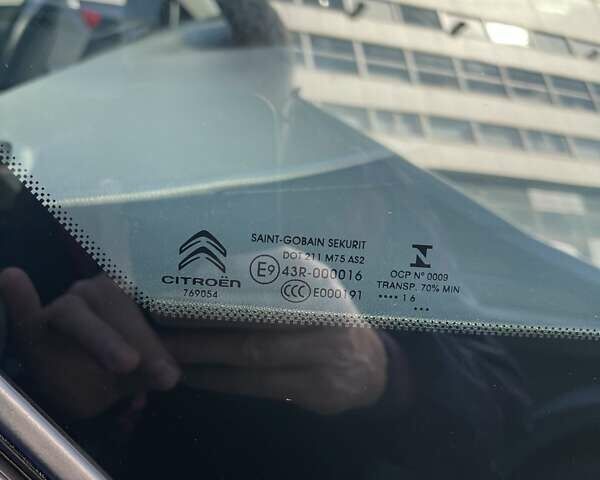 CITROËN
769054
SAINT-GOBAIN SEKURIT
DOT 211 M75 AS2
E9 43R-000016
CCC E000191
OCP N° 0009
TRANSP. 70% MIN
•••• 16
•••